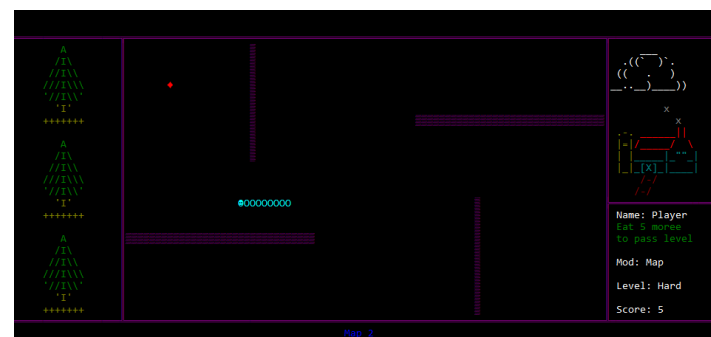 Name: Player
Eat 5 moree
to pass level
Mod: Map
Level: Hard
Score: 5
Map 2